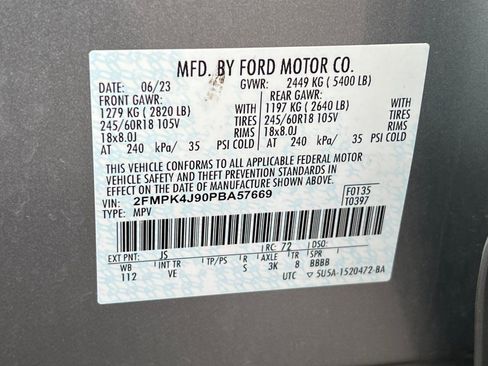 MFD. BY FORD MOTOR CO.
DATE: 06/23 GVWR: 2449 KG (5400 LB)
FRONT GAWR: REAR GAWR:
1279 KG (2820 LB) WITH 1197 KG (2640 LB) WITH
245/60R18 105V TIRES 245/60R18 105V TIRES
18x8.0J RIMS 18x8.0J RIMS
AT 240 kPa/ 35 PSI COLD AT 240 kPa/ 35 PSI COLD
THIS VEHICLE CONFORMS TO ALL APPLICABLE FEDERAL MOTOR
VEHICLE SAFETY AND THEFT PREVENTION STANDARDS IN EFFECT ON THE
DATE OF MANUFACTURE SHOWN ABOVE.
VIN: 2FMPK4J90PBA57669 F0135
TYPE: MPV T0397
EXT PNT: JS RC: 72 DSO:
WB INT TR TP/PS R AXLE TR SPR
112 VE S 3K 8 BBBB
UTC 5U5A-1520472-BA